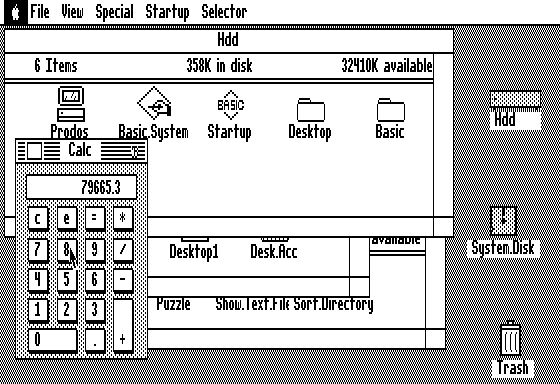 File View Special Startup Selector
Hdd
6 Items 358K in disk 32410K available
BASIC
Prodos Basic.System Startup Desktop Basic
Hdd
Calc
79665.3
c e = *
7 8 9 /
4 5 6 -
1 2 3
0 . +
available
Desktop1 Desk.Acc
System.Disk
Puzzle Show.Text.File Sort.Directory
Trash